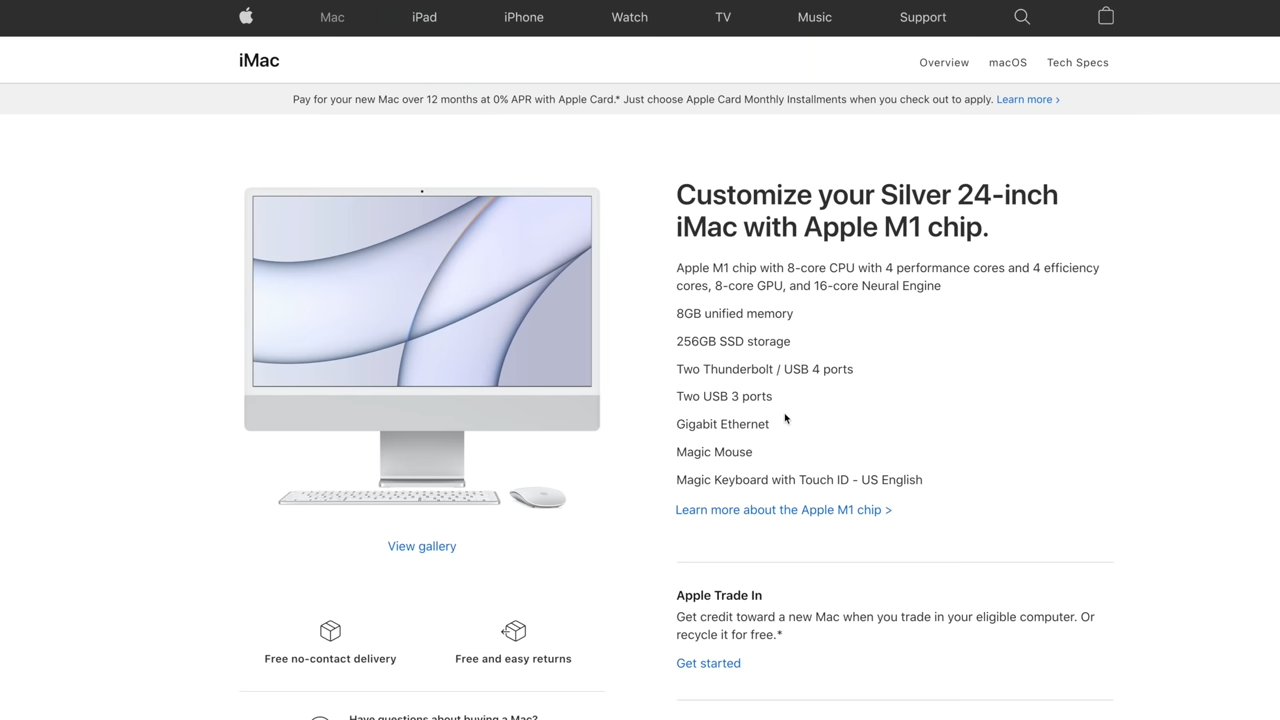 Mac
iPad
iPhone
Watch
TV
Music
Support
iMac
Overview
macOS
Tech Specs
Pay for your new Mac over 12 months at 0% APR with Apple Card.* Just choose Apple Card Monthly Installments when you check out to apply. Learn more ›
Customize your Silver 24-inch
iMac with Apple M1 chip.
Apple M1 chip with 8-core CPU with 4 performance cores and 4 efficiency
cores, 8-core GPU, and 16-core Neural Engine
8GB unified memory
256GB SSD storage
Two Thunderbolt / USB 4 ports
Two USB 3 ports
Gigabit Ethernet
Magic Mouse
Magic Keyboard with Touch ID - US English
Learn more about the Apple M1 chip >
View gallery
Apple Trade In
Get credit toward a new Mac when you trade in your eligible computer. Or
recycle it for free.*
Get started
Free no-contact delivery
Free and easy returns
Have questions about buying a Mac?